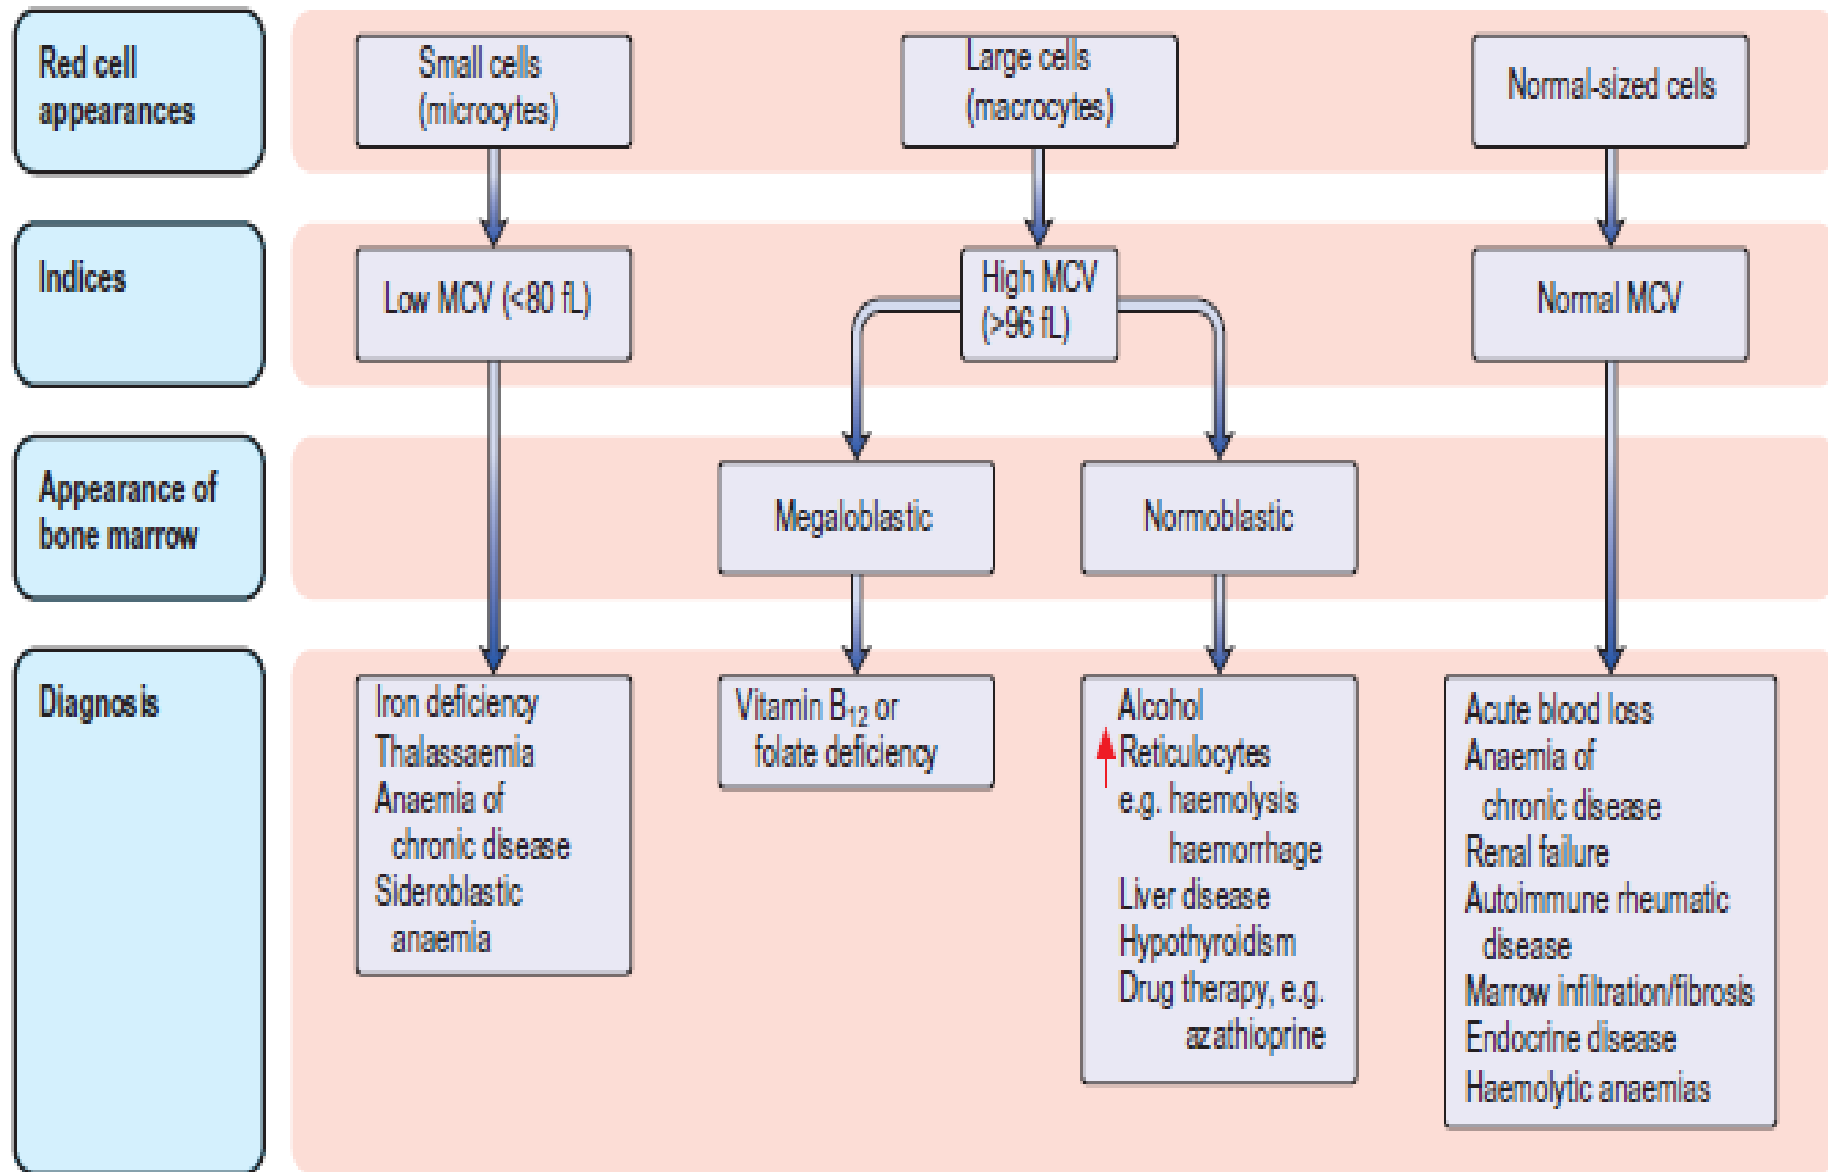 Red cell
appearances
Small cells
(microcytes)
Large cells
(macrocytes)
Normal-sized cells
Indices
Low MCV (<80 fL)
High MCV
(>96 fL)
Normal MCV
Appearance of
bone marrow
Megaloblastic
Normoblastic
Diagnosis
Iron deficiency
Thalassaemia
Anaemia of
chronic disease
Sideroblastic
anaemia
Vitamin B₁₂ or
folate deficiency
Alcohol
Reticulocytes
e.g. haemolysis
haemorrhage
Liver disease
Hypothyroidism
Drug therapy, e.g.
azathioprine
Acute blood loss
Anaemia of
chronic disease
Renal failure
Autoimmune rheumatic
disease
Marrow infiltration/fibrosis
Endocrine disease
Haemolytic anaemias